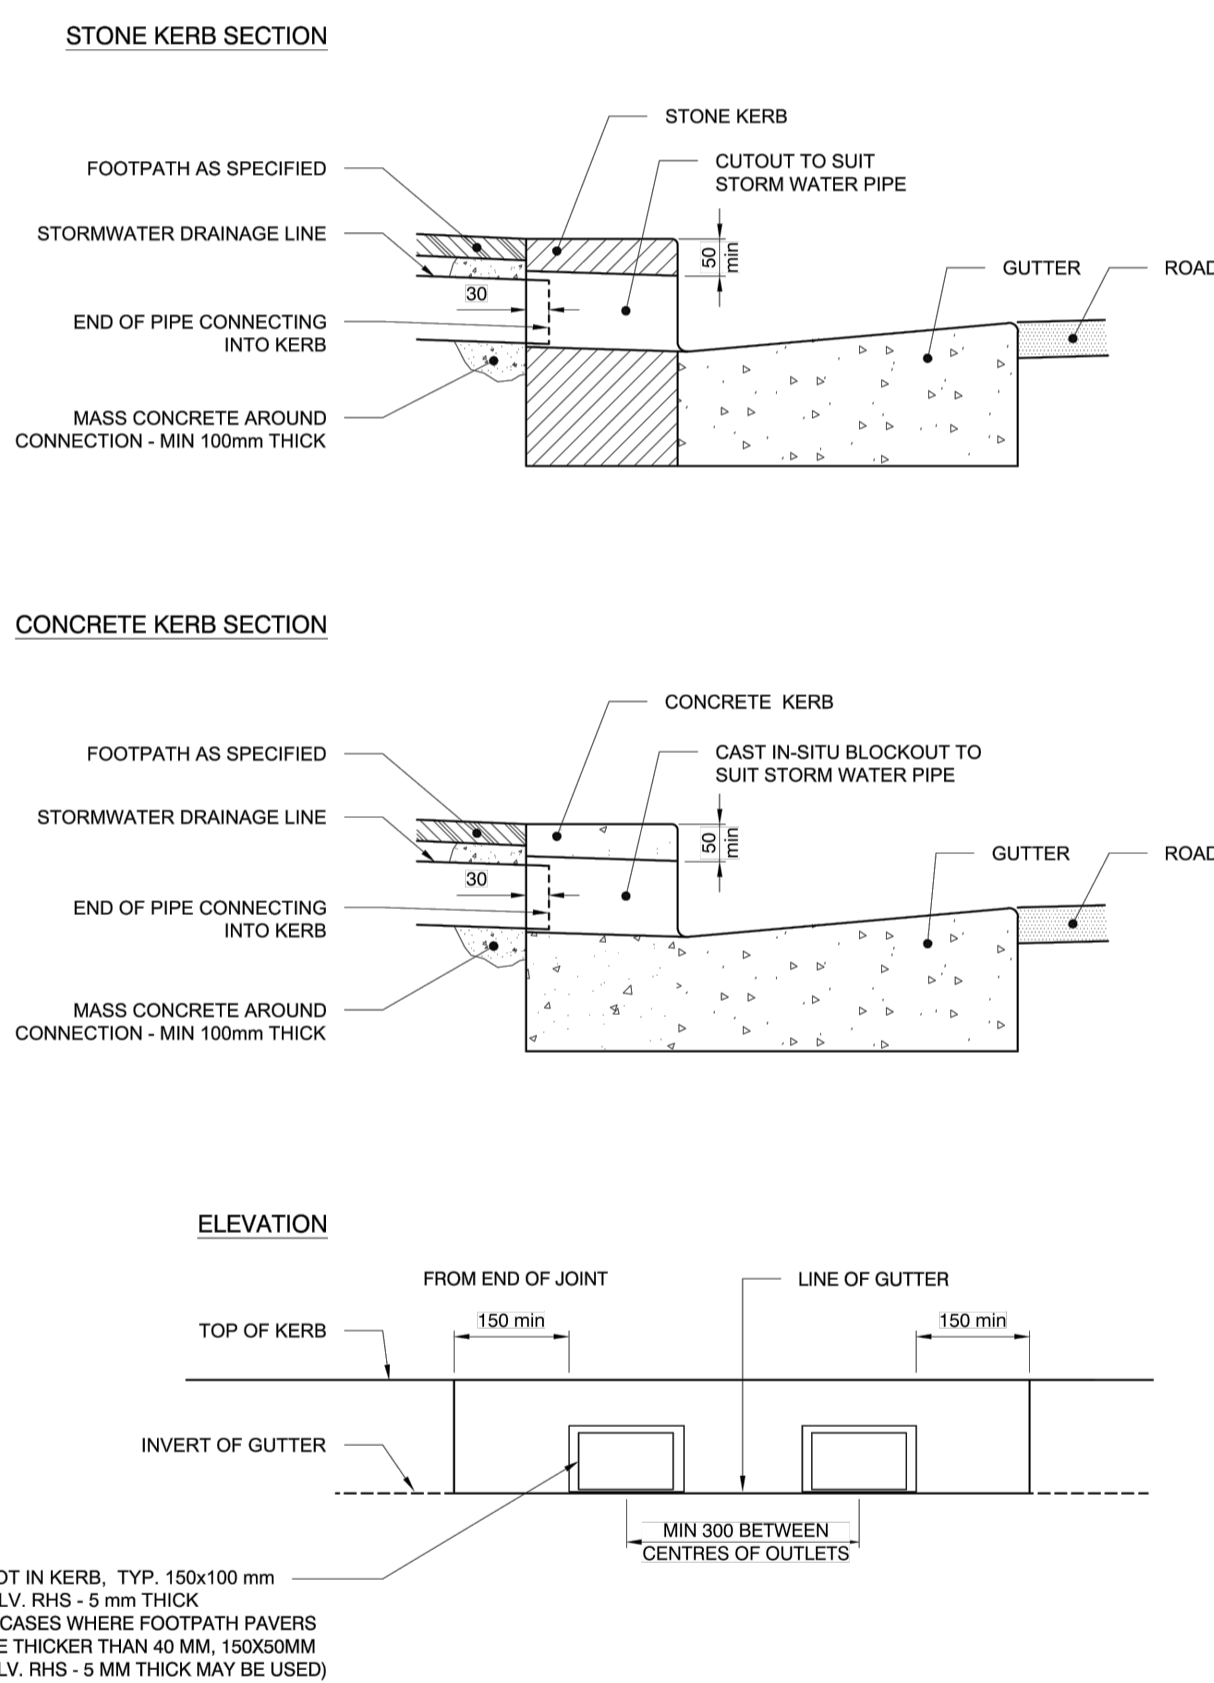 STONE KERB SECTION
STONE KERB
FOOTPATH AS SPECIFIED
CUTOUT TO SUIT
STORM WATER PIPE
STORMWATER DRAINAGE LINE
50
min
GUTTER
ROAD
30
END OF PIPE CONNECTING
INTO KERB
MASS CONCRETE AROUND
CONNECTION - MIN 100mm THICK
CONCRETE KERB SECTION
CONCRETE KERB
FOOTPATH AS SPECIFIED
CAST IN-SITU BLOCKOUT TO
SUIT STORM WATER PIPE
STORMWATER DRAINAGE LINE
50
min
GUTTER
ROAD
30
END OF PIPE CONNECTING
INTO KERB
MASS CONCRETE AROUND
CONNECTION - MIN 100mm THICK
ELEVATION
FROM END OF JOINT
LINE OF GUTTER
150 min
150 min
TOP OF KERB
INVERT OF GUTTER
MIN 300 BETWEEN
CENTRES OF OUTLETS
IN KERB, TYP. 150x100 mm
RHS - 5 mm THICK
CASES WHERE FOOTPATH PAVERS
THICKER THAN 40 MM, 150X50MM
RHS - 5 MM THICK MAY BE USED)